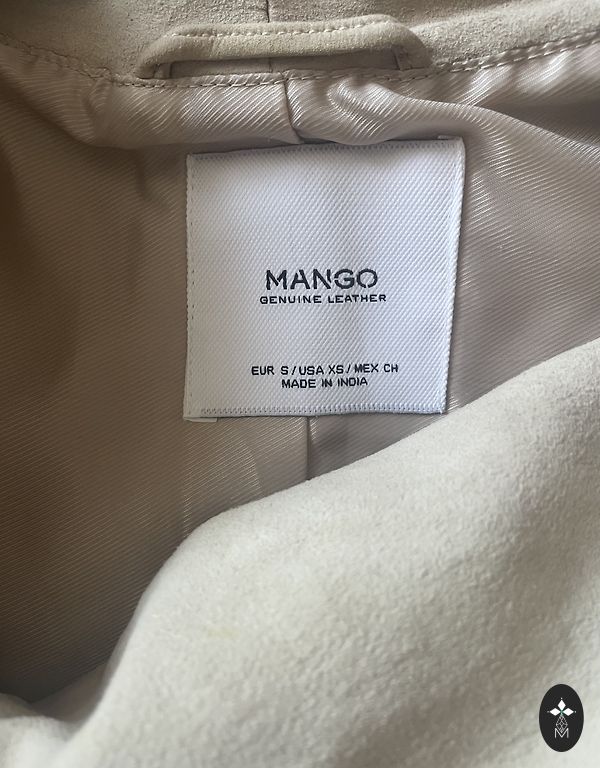 MANGO
GENUINE LEATHER
EUR S/USA XS/MEX CH
MADE IN INDIA
M